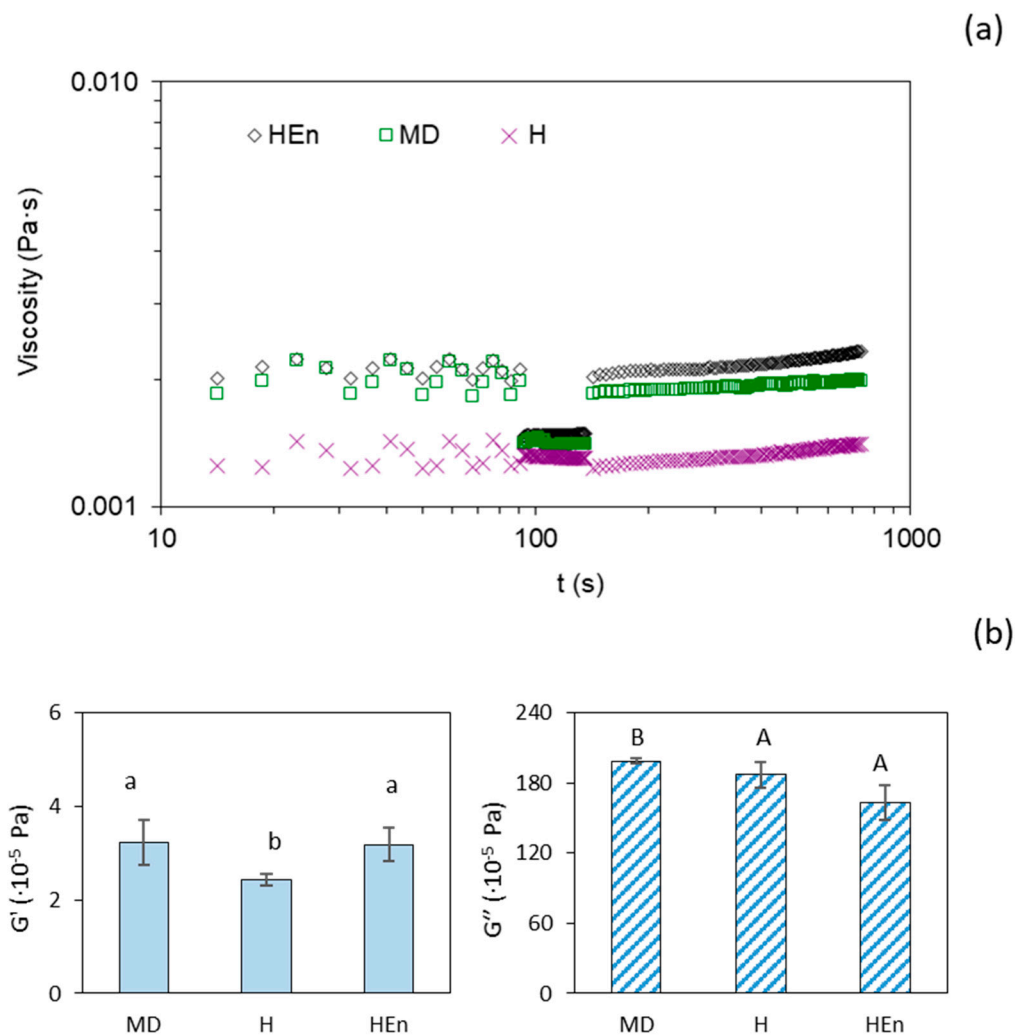 (a)
0.010
HEn MD H
Viscosity (Pa·s)
0.001
10 100 1000
t (s)
(b)
6
4
2
0
G' (·10⁻⁵ Pa)
a
b
a
MD H HEn
240
180
120
60
0
G″ (·10⁻⁵ Pa)
B
A
A
MD H HEn